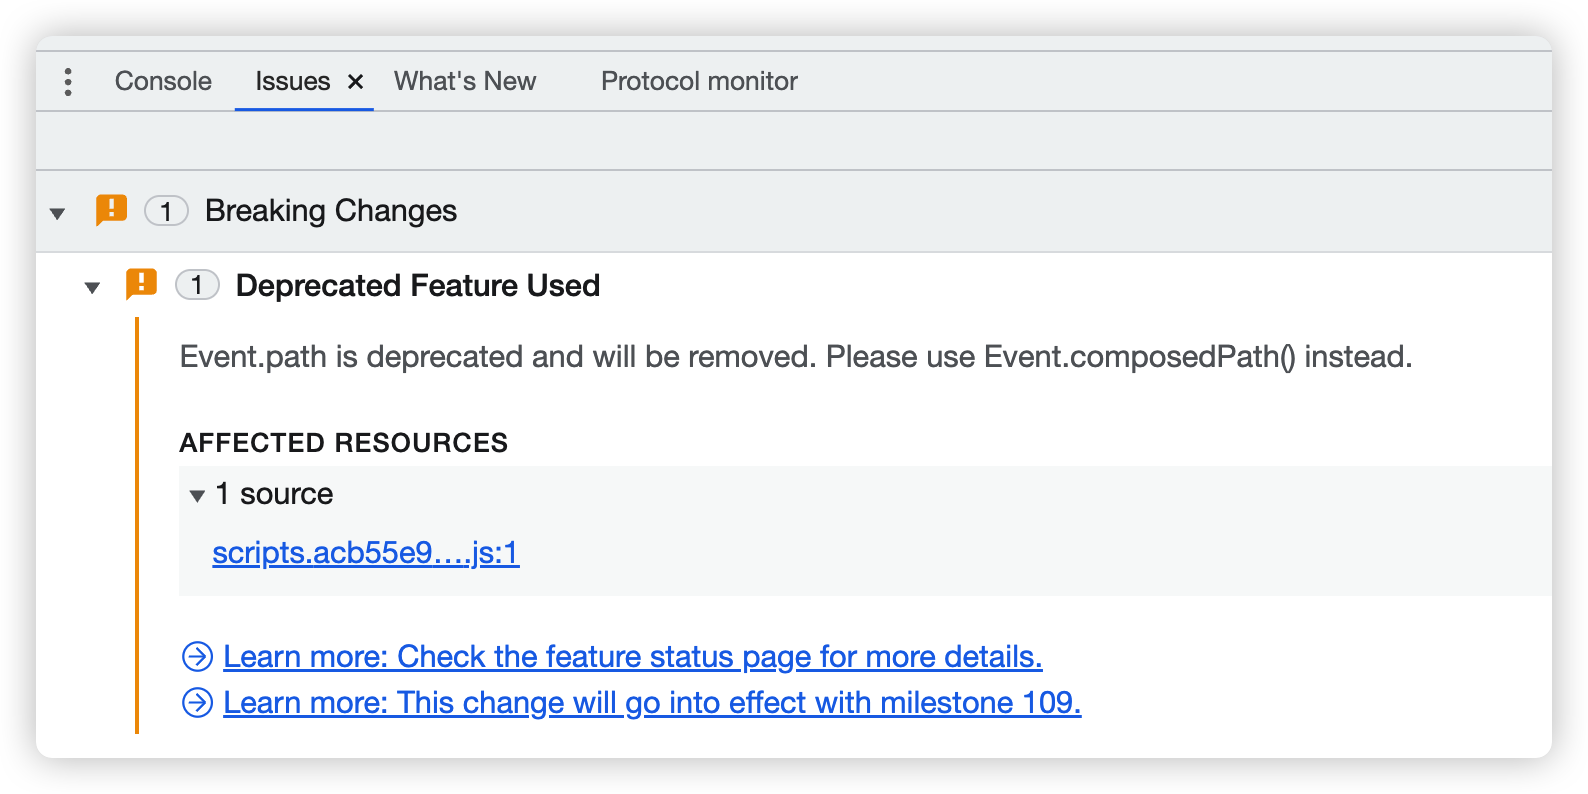 Console Issues × What's New Protocol monitor
1 Breaking Changes
1 Deprecated Feature Used
Event.path is deprecated and will be removed. Please use Event.composedPath() instead.
AFFECTED RESOURCES
1 source
scripts.acb55e9….js:1
Learn more: Check the feature status page for more details.
Learn more: This change will go into effect with milestone 109.